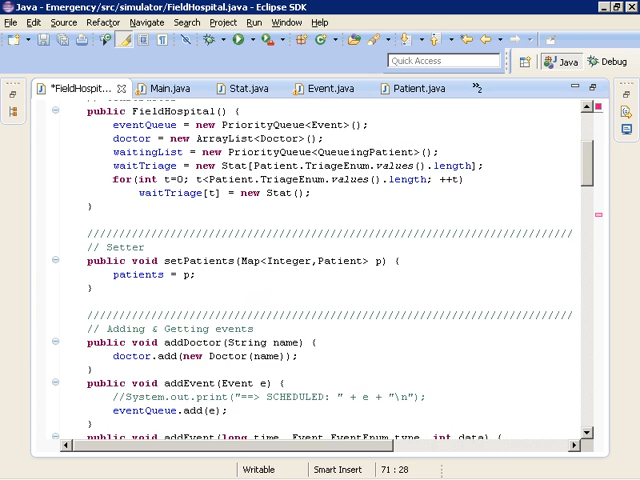 Java - Emergency/src/simulator/FieldHospital.java - Eclipse SDK
File Edit Source Refactor Navigate Search Project Run Window Help
Quick Access
Java
Debug
*FieldHospit...
Main.java
Stat.java
Event.java
Patient.java
»2
public FieldHospital() {
eventQueue = new PriorityQueue<Event>();
doctor = new ArrayList<Doctor>();
waitingList = new PriorityQueue<QueueingPatient>();
waitTriage = new Stat[Patient.TriageEnum.values().length];
for(int t=0; t<Patient.TriageEnum.values().length; ++t)
waitTriage[t] = new Stat();
}
////////////////////////////////////////////////////////////////////////////
// Setter
public void setPatients(Map<Integer,Patient> p) {
patients = p;
}
////////////////////////////////////////////////////////////////////////////
// Adding & Getting events
public void addDoctor(String name) {
doctor.add(new Doctor(name));
}
public void addEvent(Event e) {
//System.out.print("==> SCHEDULED: " + e + "\n");
eventQueue.add(e);
}
public void addEvent(long time, Event.EventEnum type, int data) {
Writable
Smart Insert
71 : 28